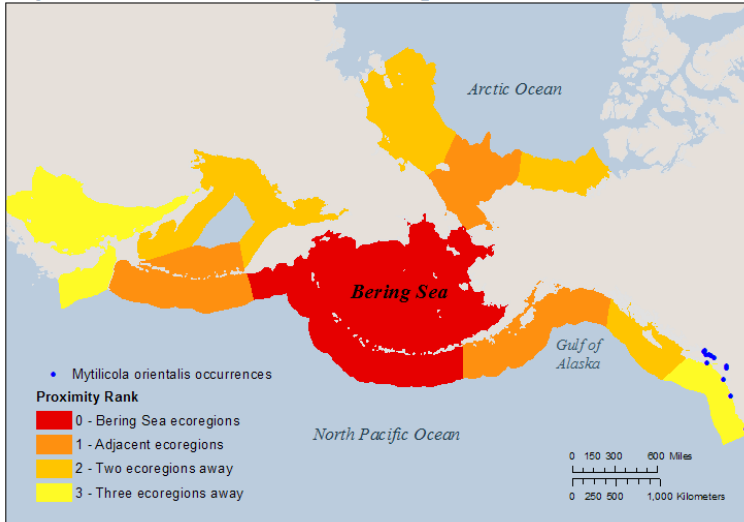 Arctic Ocean
Bering Sea
Gulf of
Alaska
North Pacific Ocean
Mytilicola orientalis occurrences
Proximity Rank
0 - Bering Sea ecoregions
1 - Adjacent ecoregions
2 - Two ecoregions away
3 - Three ecoregions away
0 150 300 600 Miles
0 250 500 1,000 Kilometers